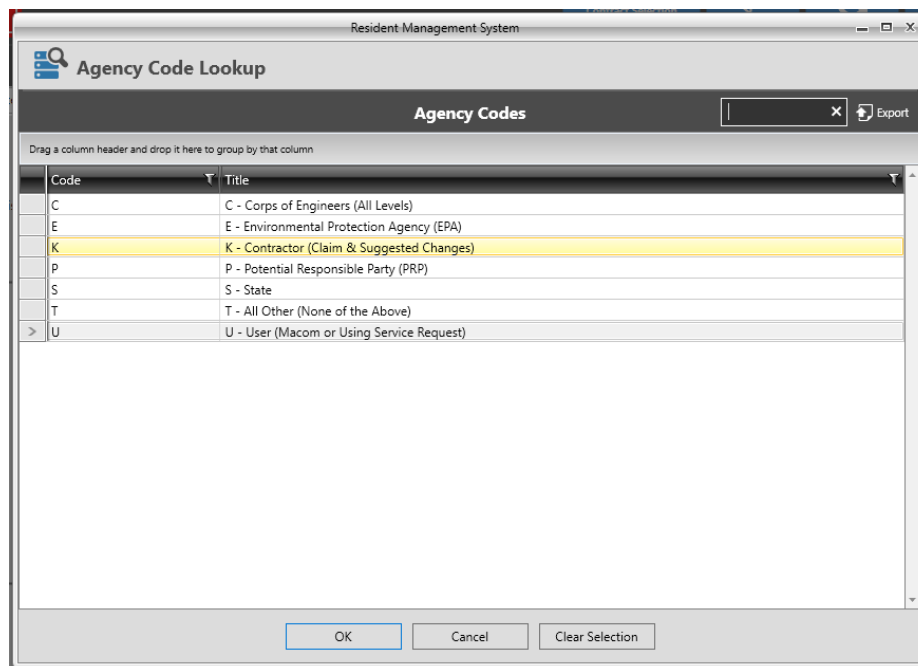 Resident Management System
Agency Code Lookup
Agency Codes
Export
Drag a column header and drop it here to group by that column
Code Title
C C - Corps of Engineers (All Levels)
E E - Environmental Protection Agency (EPA)
K K - Contractor (Claim & Suggested Changes)
P P - Potential Responsible Party (PRP)
S S - State
T T - All Other (None of the Above)
U U - User (Macom or Using Service Request)
OK Cancel Clear Selection